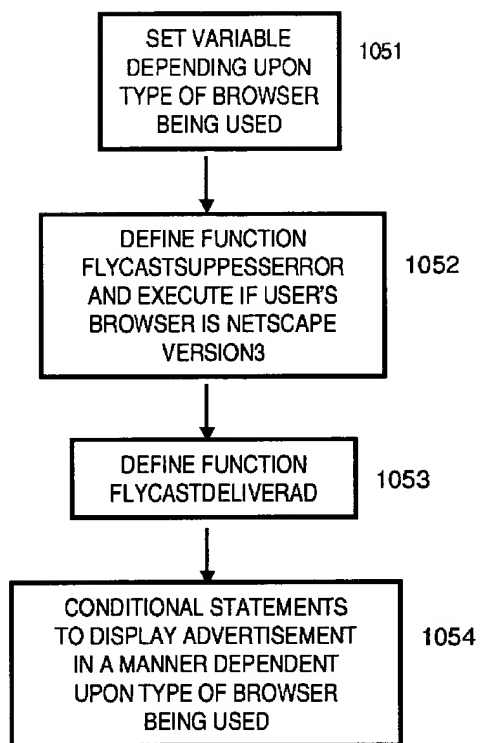 SET VARIABLE
DEPENDING UPON
TYPE OF BROWSER
BEING USED
1051
DEFINE FUNCTION
FLYCASTSUPPESSERROR
AND EXECUTE IF USER'S
BROWSER IS NETSCAPE
VERSION3
1052
DEFINE FUNCTION
FLYCASTDELIVERAD
1053
CONDITIONAL STATEMENTS
TO DISPLAY ADVERTISEMENT
IN A MANNER DEPENDENT
UPON TYPE OF BROWSER
BEING USED
1054